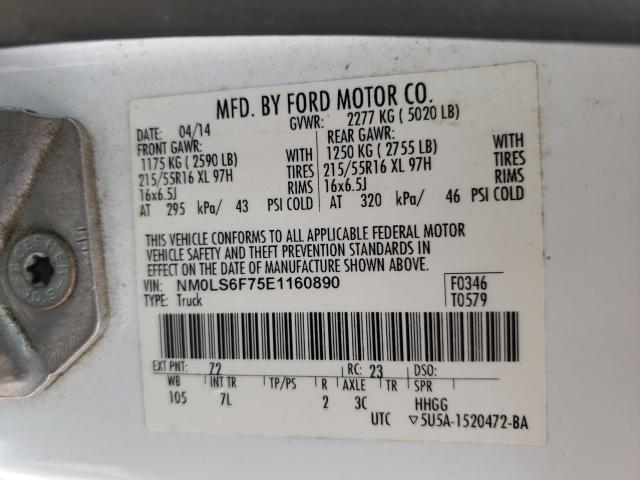 MFD. BY FORD MOTOR CO.
DATE: 04/14 GVWR: 2277 KG ( 5020 LB)
FRONT GAWR: REAR GAWR:
1175 KG ( 2590 LB) WITH 1250 KG ( 2755 LB) WITH
215/55R16 XL 97H TIRES 215/55R16 XL 97H TIRES
16x6.5J RIMS 16x6.5J RIMS
AT 295 kPa/ 43 PSI COLD AT 320 kPa/ 46 PSI COLD
THIS VEHICLE CONFORMS TO ALL APPLICABLE FEDERAL MOTOR
VEHICLE SAFETY AND THEFT PREVENTION STANDARDS IN
EFFECT ON THE DATE OF MANUFACTURE SHOWN ABOVE.
VIN: NM0LS6F75E1160890 F0346
TYPE: Truck T0579
EXT PNT: 72 RC: 23 DSO:
WB INT TR TP/PS R AXLE TR SPR
105 7L 2 3C HHGG
UTC ▽5U5A-1520472-BA